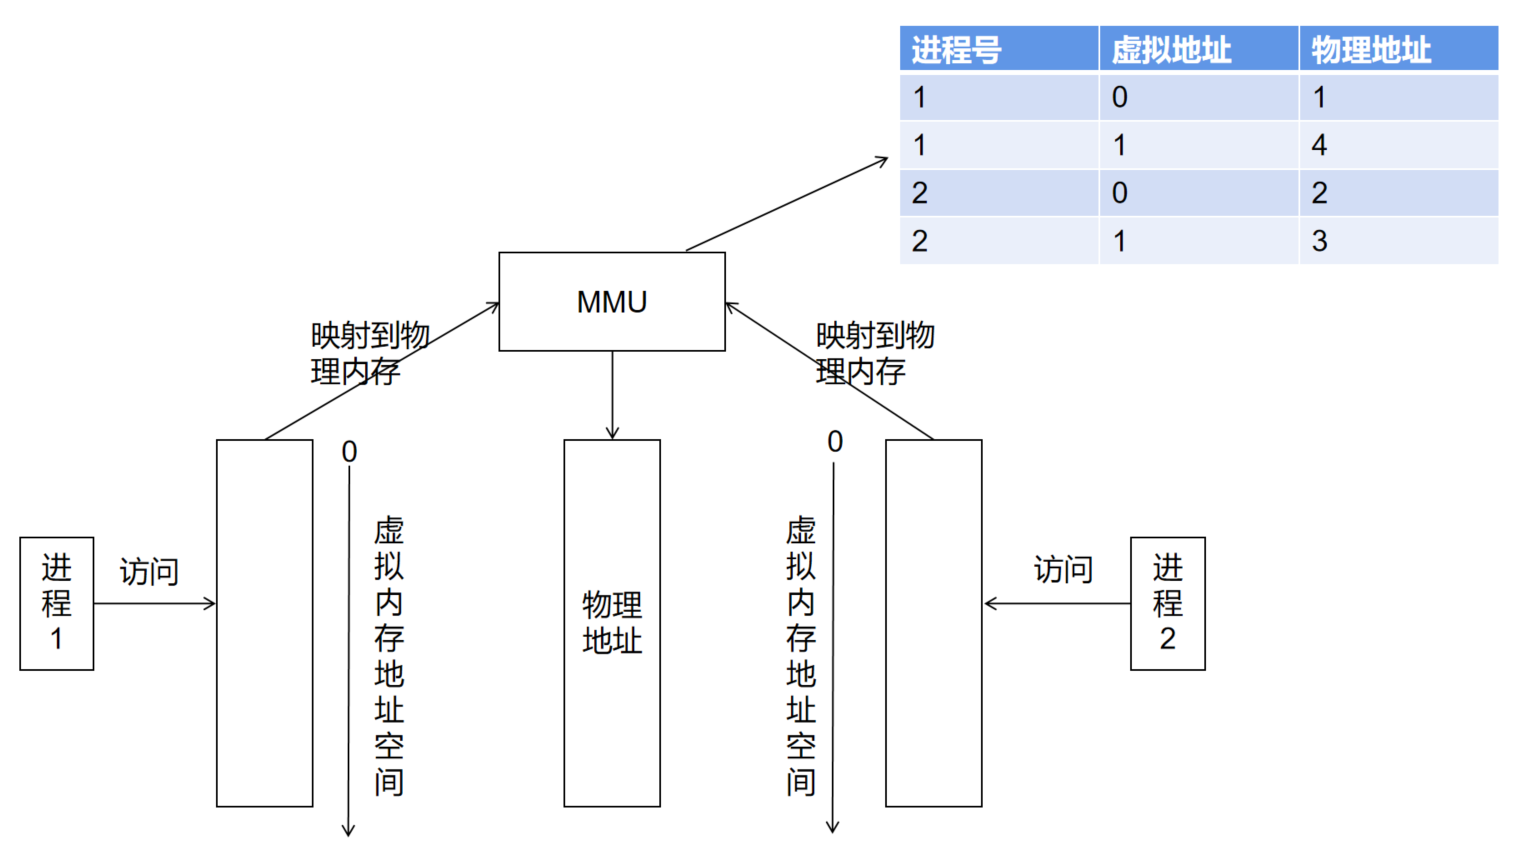 进程号 虚拟地址 物理地址
1 0 1
1 1 4
2 0 2
2 1 3
MMU
映射到物
理内存
映射到物
理内存
0
0
进
程
1
访问
虚
拟
内
存
地
址
空
间
物理
地址
虚
拟
内
存
地
址
空
间
访问
进
程
2